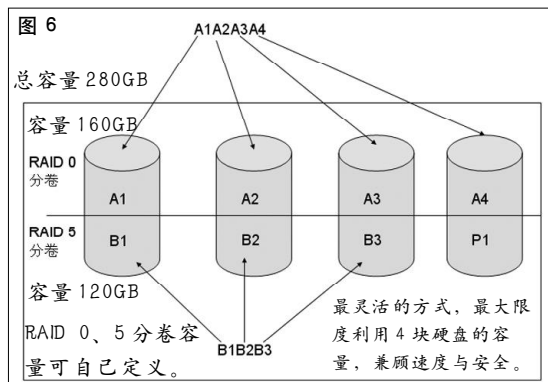 图 6
A1A2A3A4
总容量 280GB
容量 160GB
RAID 0
分卷
A1 A2 A3 A4
RAID 5
分卷
B1 B2 B3 P1
容量 120GB
RAID 0、5 分卷容
量可自己定义。
B1B2B3
最灵活的方式，最大限
度利用 4 块硬盘的容
量，兼顾速度与安全。